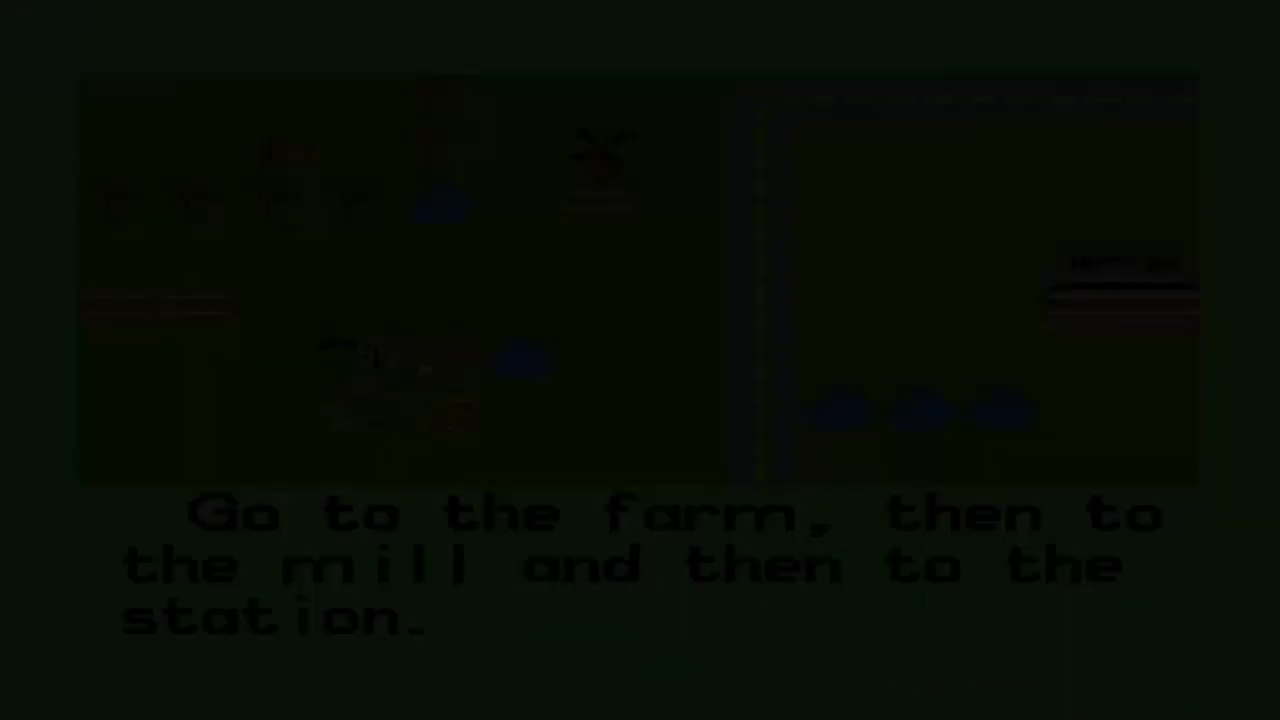 Go to the farm, then to
the mill and then to the
station.